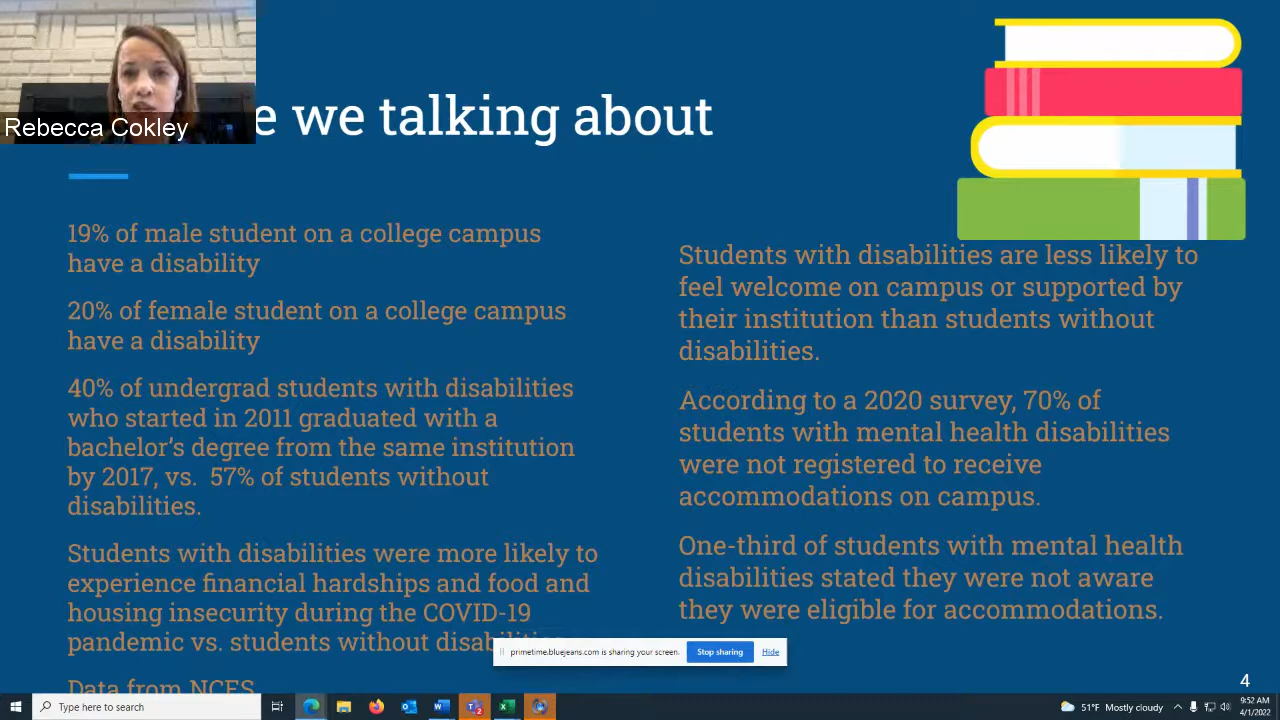 Rebecca Cokley
e we talking about
19% of male student on a college campus
have a disability
20% of female student on a college campus
have a disability
40% of undergrad students with disabilities
who started in 2011 graduated with a
bachelor’s degree from the same institution
by 2017, vs. 57% of students without
disabilities.
Students with disabilities were more likely to
experience financial hardships and food and
housing insecurity during the COVID-19
pandemic vs. students without disabilities
Data from NCES
Students with disabilities are less likely to
feel welcome on campus or supported by
their institution than students without
disabilities.
According to a 2020 survey, 70% of
students with mental health disabilities
were not registered to receive
accommodations on campus.
One-third of students with mental health
disabilities stated they were not aware
they were eligible for accommodations.
primetime.bluejeans.com is sharing your screen.
Stop sharing
Hide
4
Type here to search
51°F Mostly cloudy
9:52 AM
4/1/2022